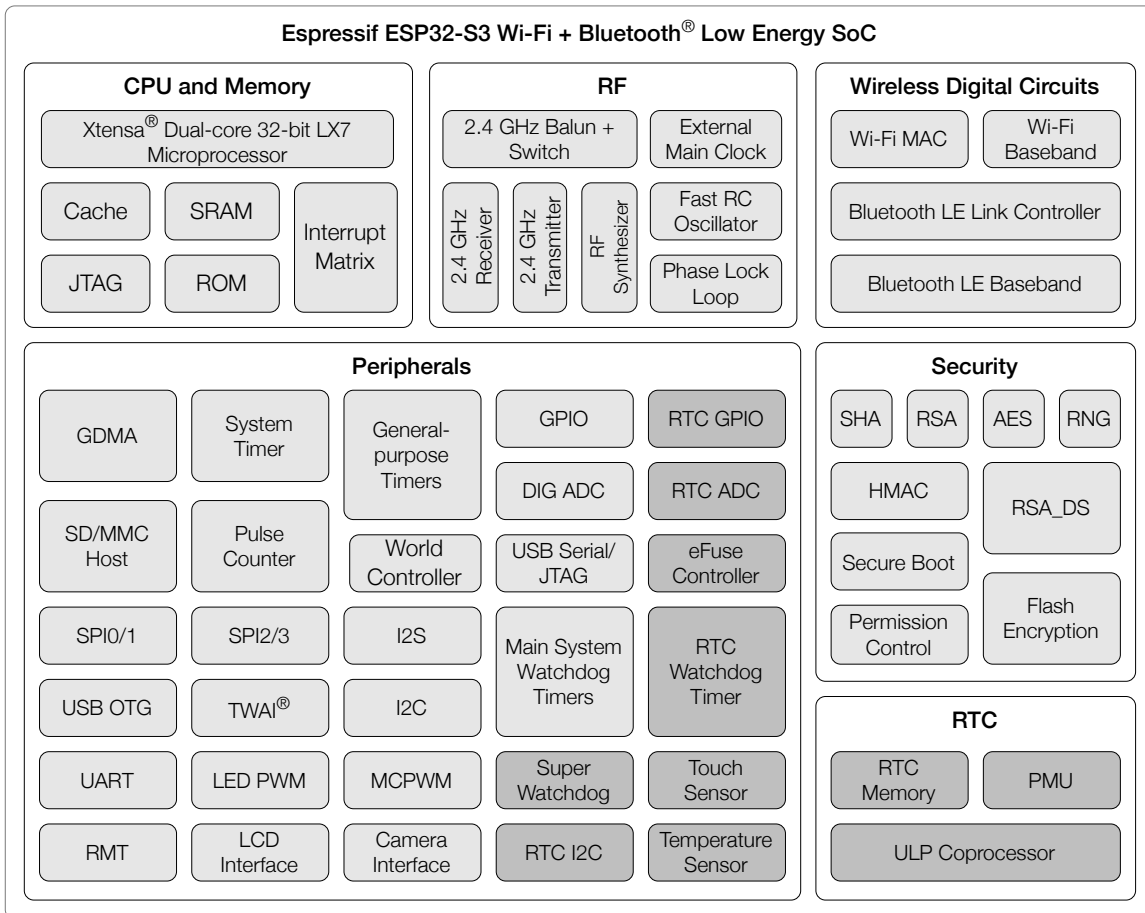 Espressif ESP32-S3 Wi-Fi + Bluetooth® Low Energy SoC
CPU and Memory
Xtensa® Dual-core 32-bit LX7
Microprocessor
Cache
SRAM
Interrupt
Matrix
JTAG
ROM
RF
2.4 GHz Balun +
Switch
External
Main Clock
2.4 GHz
Receiver
2.4 GHz
Transmitter
RF
Synthesizer
Fast RC
Oscillator
Phase Lock
Loop
Wireless Digital Circuits
Wi-Fi MAC
Wi-Fi
Baseband
Bluetooth LE Link Controller
Bluetooth LE Baseband
Peripherals
GDMA
System
Timer
General-
purpose
Timers
GPIO
RTC GPIO
DIG ADC
RTC ADC
SD/MMC
Host
Pulse
Counter
World
Controller
USB Serial/
JTAG
eFuse
Controller
SPI0/1
SPI2/3
I2S
Main System
Watchdog
Timers
RTC
Watchdog
Timer
USB OTG
TWAI®
I2C
UART
LED PWM
MCPWM
Super
Watchdog
Touch
Sensor
RMT
LCD
Interface
Camera
Interface
RTC I2C
Temperature
Sensor
Security
SHA
RSA
AES
RNG
HMAC
RSA_DS
Secure Boot
Permission
Control
Flash
Encryption
RTC
RTC
Memory
PMU
ULP Coprocessor